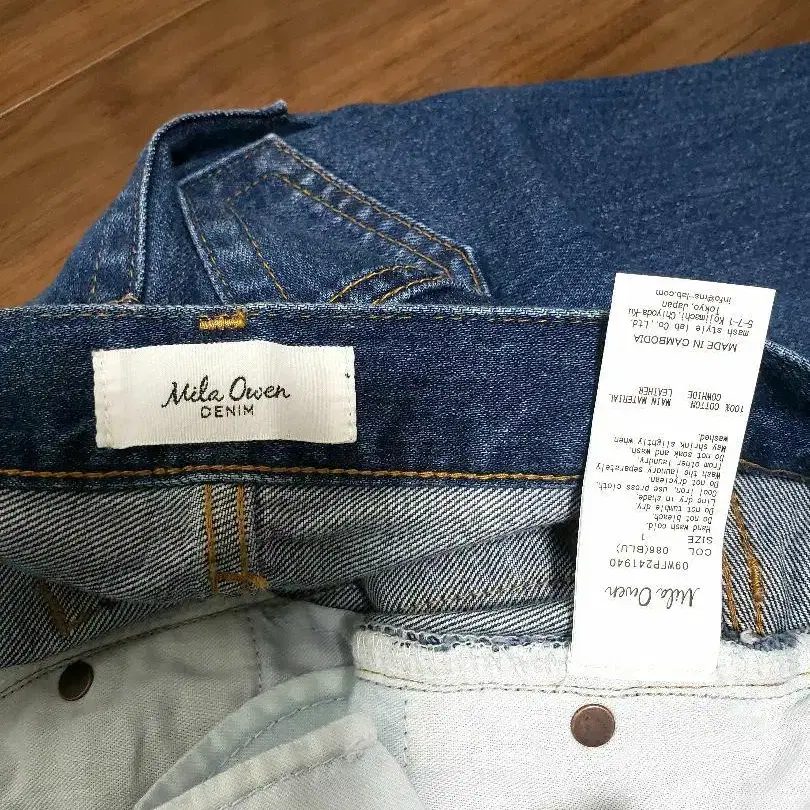 Mila Owen
DENIM
Mila Owen
09WFP241940
COL 086(BLU)
SIZE 1
Hand wash cold.
Do not bleach.
Do not tumble dry.
Line dry in shade.
Cool iron, use press cloth.
Do not dryclean.
Wash the laundry separately
from other laundry.
Do not soak and wash.
May shrink slightly when
washed.
100% COTTON MAIN MATERIAL
COWHIDE LEATHER
MADE IN CAMBODIA
mash style lab Co., Ltd.
5-7-1 Kojimachi, Chiyoda-Ku
Tokyo, Japan
info@ms-lab.com